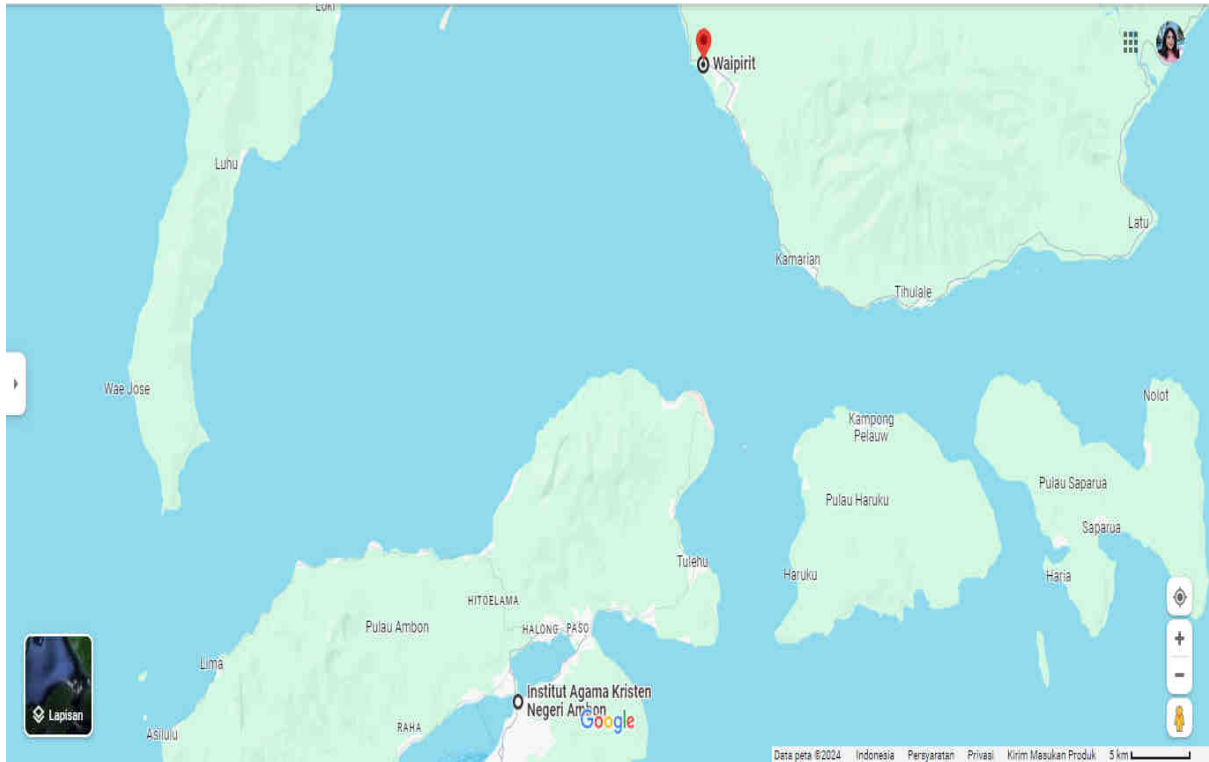 Loki
Waipirit
Luhu
Latu
Kamarian
Tihulale
Wae Jose
Nolot
Kampong
Pelauw
Pulau Saparua
Pulau Haruku
Saparua
Tulehu
Haruku
Haria
HITOELAMA
Pulau Ambon
HALONG
PASO
Lima
Institut Agama Kristen
Negeri Ambon
Google
Lapisan
RAHA
Asilulu
Data peta ©2024 Indonesia Persyaratan Privasi Kirim Masukan Produk 5 km